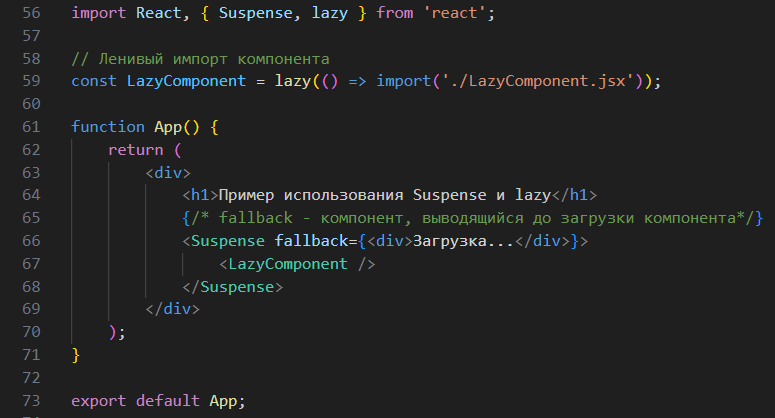 56 import React, { Suspense, lazy } from 'react';
57
58 // Ленивый импорт компонента
59 const LazyComponent = lazy(() => import('./LazyComponent.jsx'));
60
61 function App() {
62     return (
63         <div>
64             <h1>Пример использования Suspense и lazy</h1>
65             {/* fallback - компонент, выводящийся до загрузки компонента*/}
66             <Suspense fallback={<div>Загрузка...</div>}>
67                 <LazyComponent />
68             </Suspense>
69         </div>
70     );
71 }
72
73 export default App;